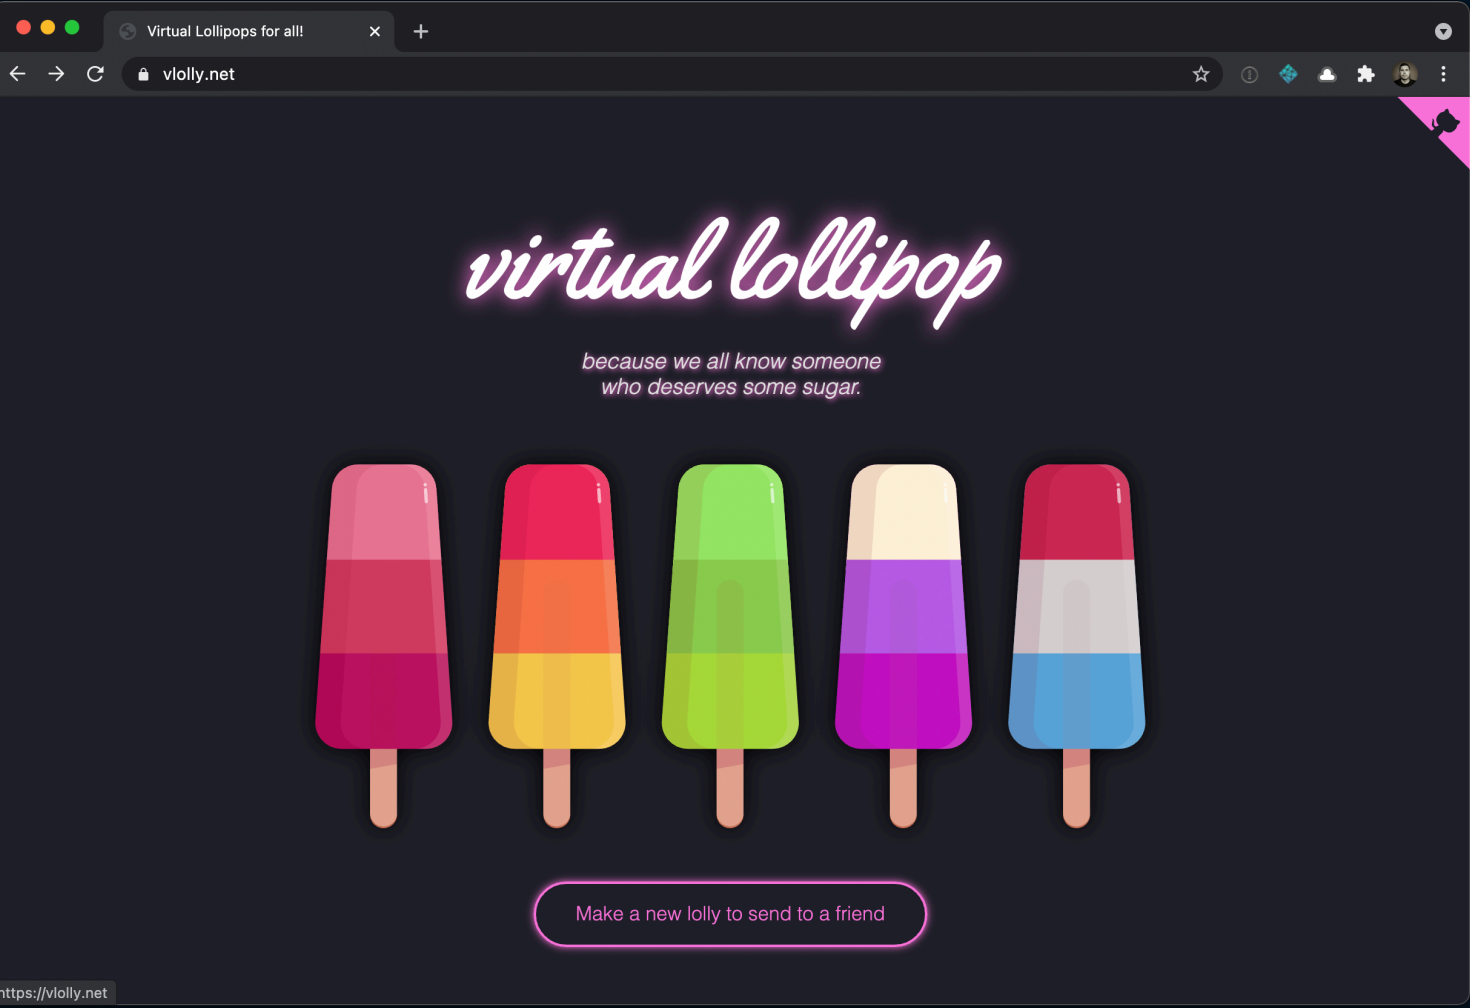 Virtual Lollipops for all!
vlolly.net
virtual lollipop
because we all know someone
who deserves some sugar.
Make a new lolly to send to a friend
https://vlolly.net